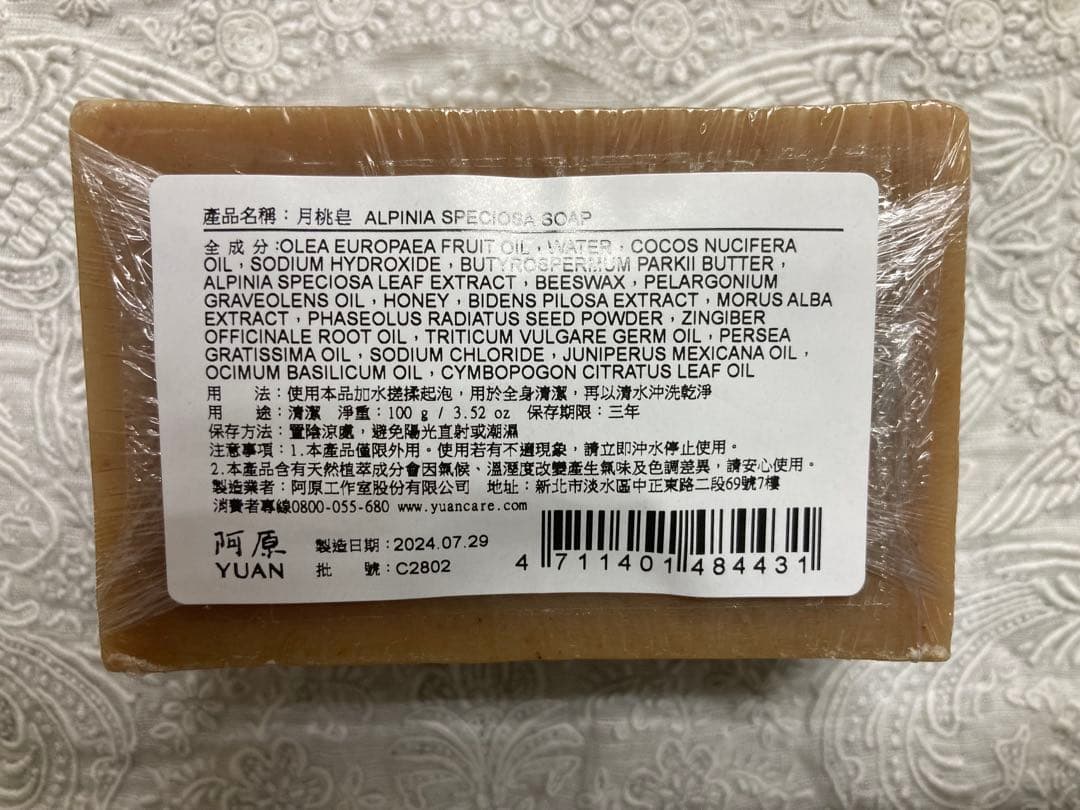 產品名稱：月桃皂 ALPINIA SPECIOSA SOAP
全成分：OLEA EUROPAEA FRUIT OIL，WATER，COCOS NUCIFERA
OIL，SODIUM HYDROXIDE，BUTYROSPERMUM PARKII BUTTER，
ALPINIA SPECIOSA LEAF EXTRACT，BEESWAX，PELARGONIUM
GRAVEOLENS OIL，HONEY，BIDENS PILOSA EXTRACT，MORUS ALBA
EXTRACT，PHASEOLUS RADIATUS SEED POWDER，ZINGIBER
OFFICINALE ROOT OIL，TRITICUM VULGARE GERM OIL，PERSEA
GRATISSIMA OIL，SODIUM CHLORIDE，JUNIPERUS MEXICANA OIL，
OCIMUM BASILICUM OIL，CYMBOPOGON CITRATUS LEAF OIL
用　　法：使用本品加水搓揉起泡，用於全身清潔，再以清水沖洗乾淨
用　　途：清潔　淨重：100 g / 3.52 oz　保存期限：三年
保存方法：置陰涼處，避免陽光直射或潮濕
注意事項：1.本產品僅限外用。使用若有不適現象，請立即沖水停止使用。
2.本產品含有天然植萃成分會因氣候、溫溼度改變產生氣味及色調差異，請安心使用。
製造業者：阿原工作室股份有限公司　地址：新北市淡水區中正東路二段69號7樓
消費者專線0800-055-680 www.yuancare.com
阿原
YUAN
製造日期：2024.07.29
批　　號：C2802
4 711401 484431